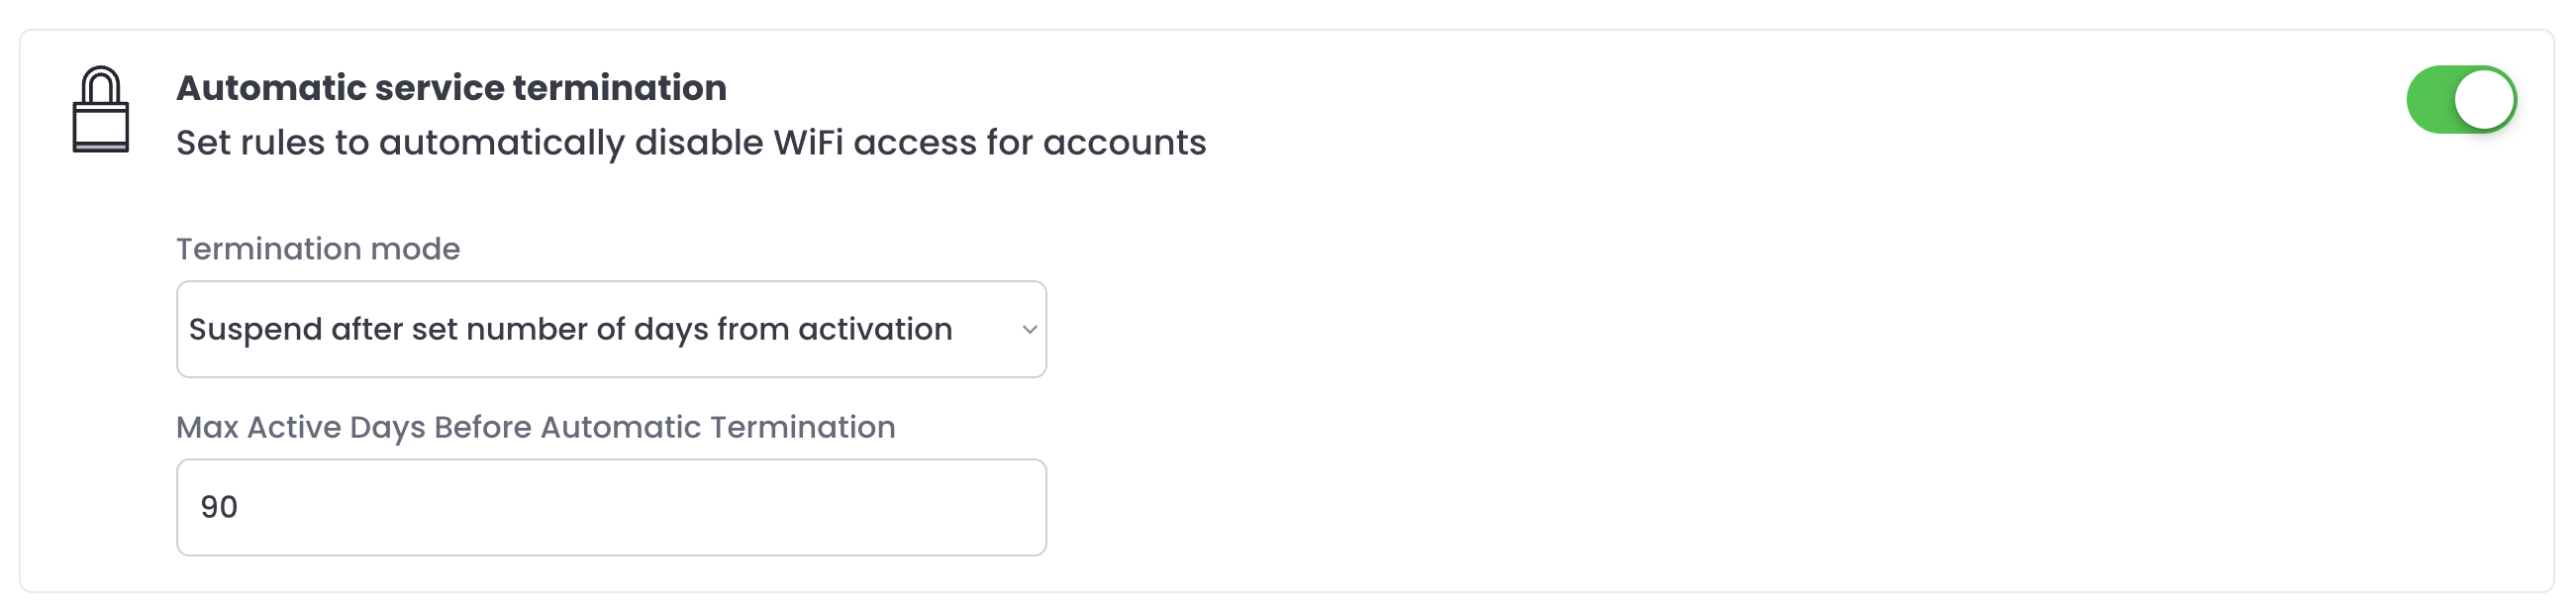 Automatic service termination
Set rules to automatically disable WiFi access for accounts
Termination mode
Suspend after set number of days from activation
Max Active Days Before Automatic Termination
90